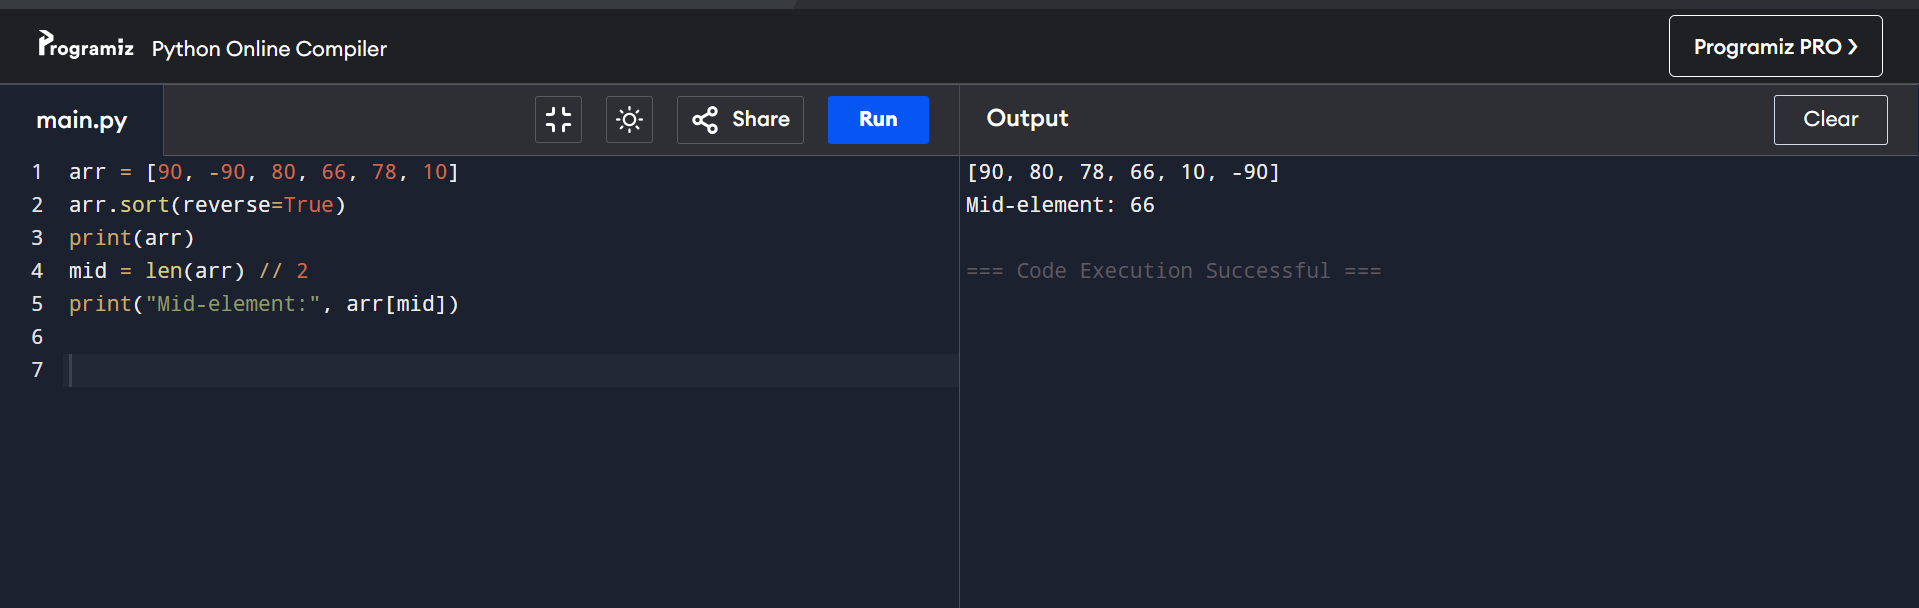 Programiz Python Online Compiler
Programiz PRO ❯
main.py
Share
Run
Output
Clear
1 arr = [90, -90, 80, 66, 78, 10]
2 arr.sort(reverse=True)
3 print(arr)
4 mid = len(arr) // 2
5 print("Mid-element:", arr[mid])
6
7
[90, 80, 78, 66, 10, -90]
Mid-element: 66
=== Code Execution Successful ===